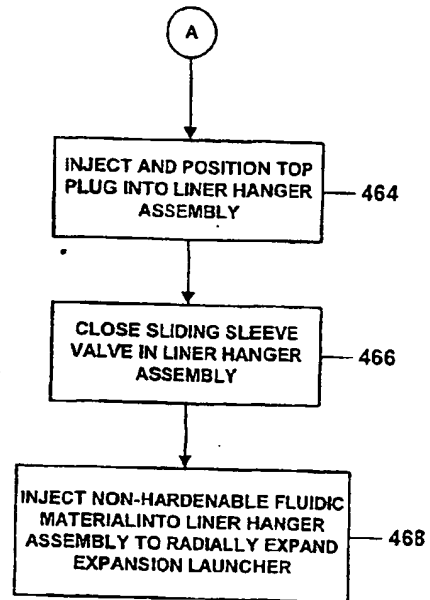 A
INJECT AND POSITION TOP
PLUG INTO LINER HANGER
ASSEMBLY
464
CLOSE SLIDING SLEEVE
VALVE IN LINER HANGER
ASSEMBLY
466
INJECT NON-HARDENABLE FLUIDIC
MATERIALINTO LINER HANGER
ASSEMBLY TO RADIALLY EXPAND
EXPANSION LAUNCHER
468